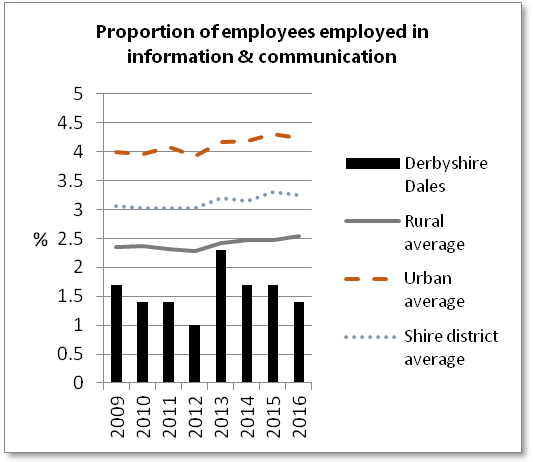 Proportion of employees employed in
information & communication
5
4.5
4
3.5
3
2.5
2
1.5
1
0.5
0
%
2009
2010
2011
2012
2013
2014
2015
2016
Derbyshire
Dales
Rural
average
Urban
average
Shire district
average